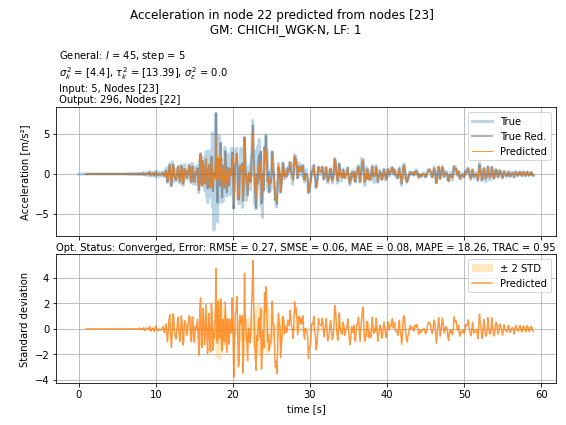 Acceleration in node 22 predicted from nodes [23]
GM: CHICHI_WGK-N, LF: 1
General: l = 45, step = 5
σ²ₖ = [4.4], τ²ₖ = [13.39], σ²ε = 0.0
Input: 5, Nodes [23]
Output: 296, Nodes [22]
Acceleration [m/s²]
5
0
−5
True
True Red.
Predicted
Opt. Status: Converged, Error: RMSE = 0.27, SMSE = 0.06, MAE = 0.08, MAPE = 18.26, TRAC = 0.95
Standard deviation
4
2
0
−2
−4
± 2 STD
Predicted
0 10 20 30 40 50 60
time [s]